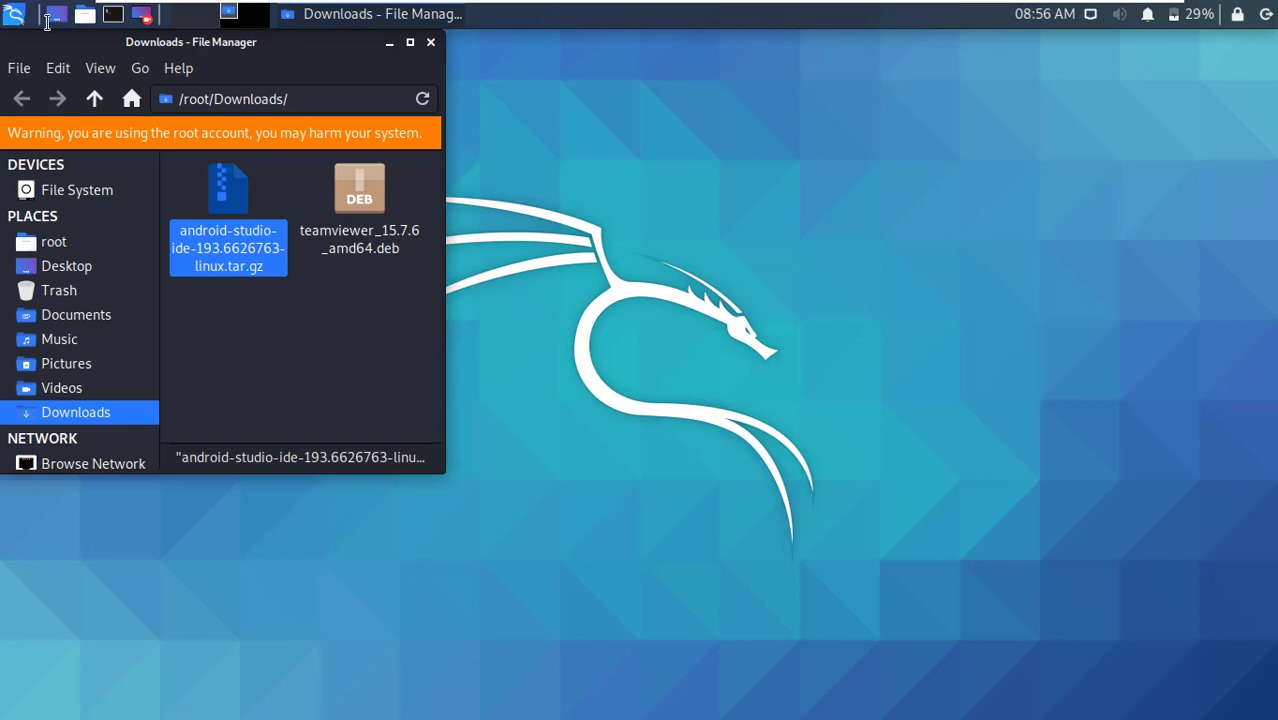 Downloads - File Manag...
08:56 AM
29%
Downloads - File Manager
File Edit View Go Help
/root/Downloads/
Warning, you are using the root account, you may harm your system.
DEVICES
File System
PLACES
root
Desktop
Trash
Documents
Music
Pictures
Videos
Downloads
NETWORK
Browse Network
android-studio-
ide-193.6626763-
linux.tar.gz
DEB
teamviewer_15.7.6
_amd64.deb
"android-studio-ide-193.6626763-linu...